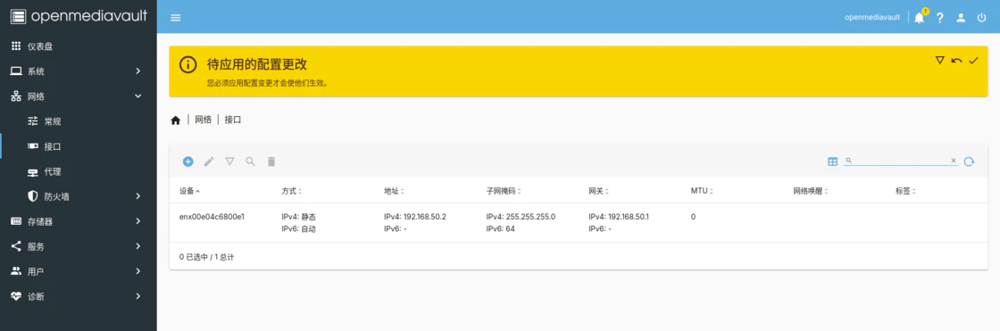 openmediavault
openmediavault
1
仪表盘
系统
网络
常规
接口
代理
防火墙
存储器
服务
用户
诊断
待应用的配置更改
您必须应用配置变更才会使他们生效。
网络 | 接口
设备 方式 地址 子网掩码 网关 MTU 网络唤醒 标签
enx00e04c6800e1 IPv4: 静态 IPv4: 192.168.50.2 IPv4: 255.255.255.0 IPv4: 192.168.50.1 0
IPv6: 自动 IPv6: - IPv6: 64 IPv6: -
0 已选中 / 1 总计